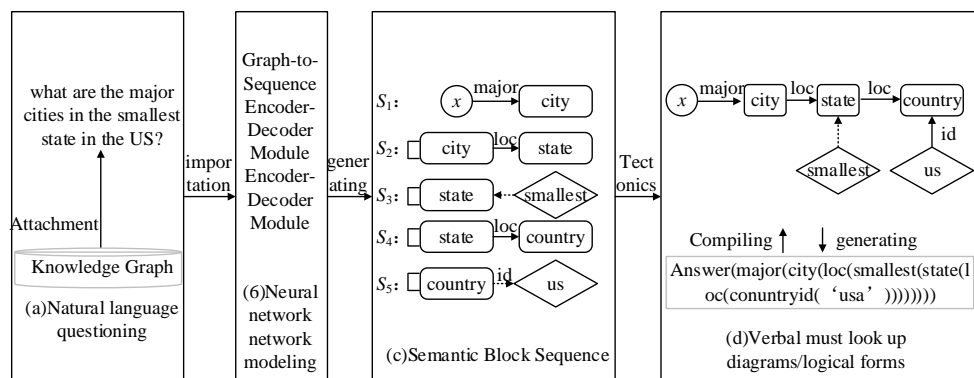 what are the major
cities in the smallest
state in the US?
Attachment
Knowledge Graph
(a)Natural language
questioning
impor
tation
Graph-to-
Sequence
Encoder-
Decoder
Module
Encoder-
Decoder
Module
(6)Neural
network
network
modeling
gener
ating
S1: x major city
S2: city loc state
S3: state smallest
S4: state loc country
S5: country id us
(c)Semantic Block Sequence
Tect
onics
x major city loc state loc country
id
smallest us
Compiling generating
Answer(major(city(loc(smallest(state(l
oc(conuntryid(‘usa’))))))))
(d)Verbal must look up
diagrams/logical forms